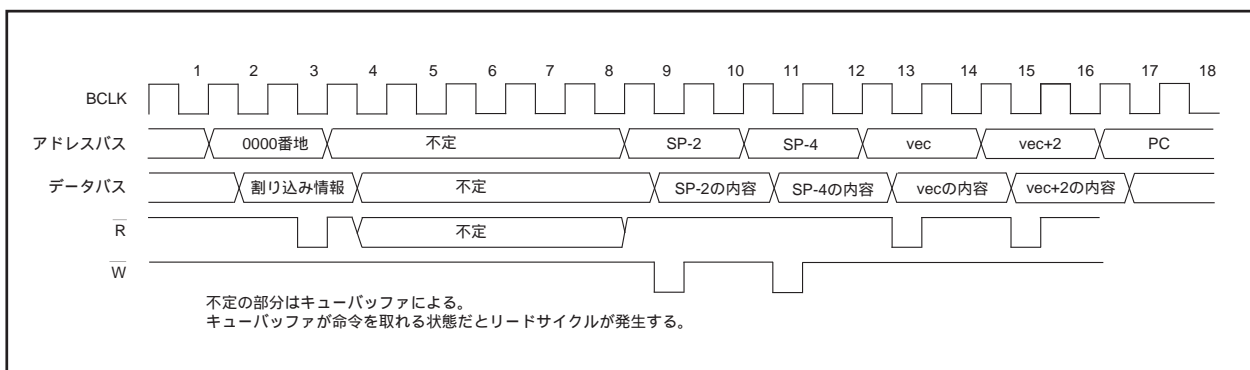 1 2 3 4 5 6 7 8 9 10 11 12 13 14 15 16 17 18
BCLK
アドレスバス 0000番地 不定 SP-2 SP-4 vec vec+2 PC
データバス 割り込み情報 不定 SP-2の内容 SP-4の内容 vecの内容 vec+2の内容
R 不定
W
不定の部分はキューバッファによる。
キューバッファが命令を取れる状態だとリードサイクルが発生する。